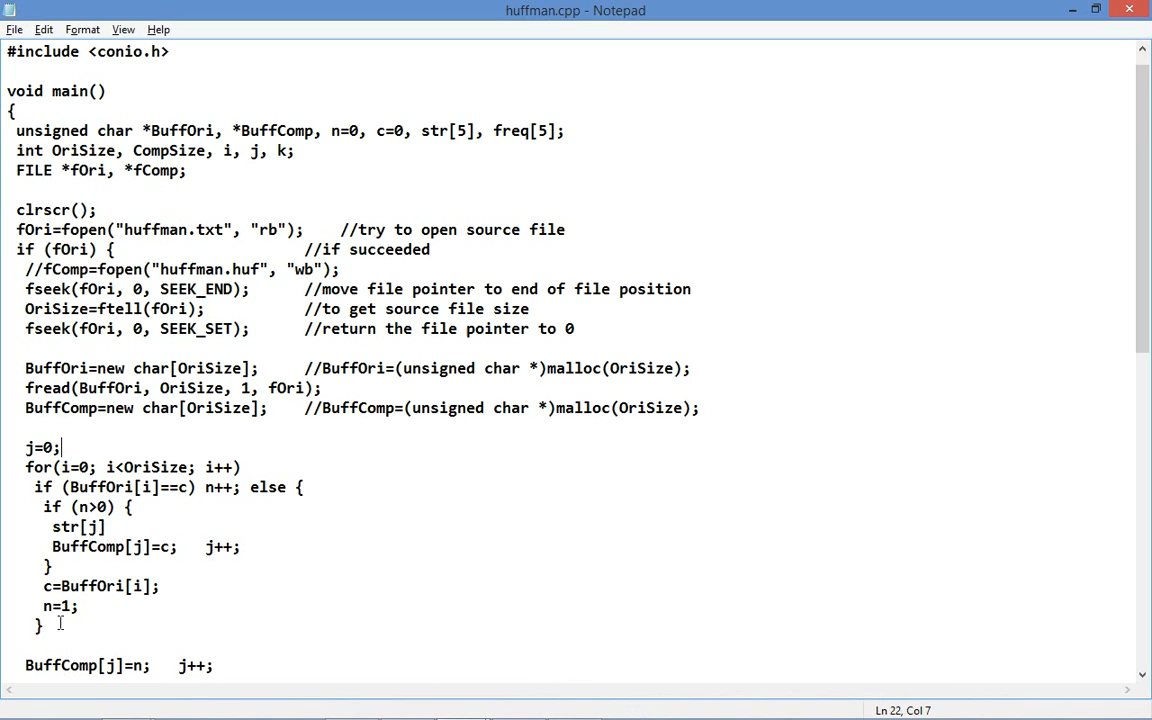 huffman.cpp - Notepad
File Edit Format View Help
#include <conio.h>
void main()
{
 unsigned char *BuffOri, *BuffComp, n=0, c=0, str[5], freq[5];
 int OriSize, CompSize, i, j, k;
 FILE *fOri, *fComp;
 clrscr();
 fOri=fopen("huffman.txt", "rb");    //try to open source file
 if (fOri) {                     //if succeeded
  //fComp=fopen("huffman.huf", "wb");
  fseek(fOri, 0, SEEK_END);      //move file pointer to end of file position
  OriSize=ftell(fOri);           //to get source file size
  fseek(fOri, 0, SEEK_SET);      //return the file pointer to 0
  BuffOri=new char[OriSize];     //BuffOri=(unsigned char *)malloc(OriSize);
  fread(BuffOri, OriSize, 1, fOri);
  BuffComp=new char[OriSize];    //BuffComp=(unsigned char *)malloc(OriSize);
  j=0;
  for(i=0; i<OriSize; i++)
   if (BuffOri[i]==c) n++; else {
    if (n>0) {
     str[j]
     BuffComp[j]=c;   j++;
    }
    c=BuffOri[i];
    n=1;
   }
  BuffComp[j]=n;   j++;
Ln 22, Col 7